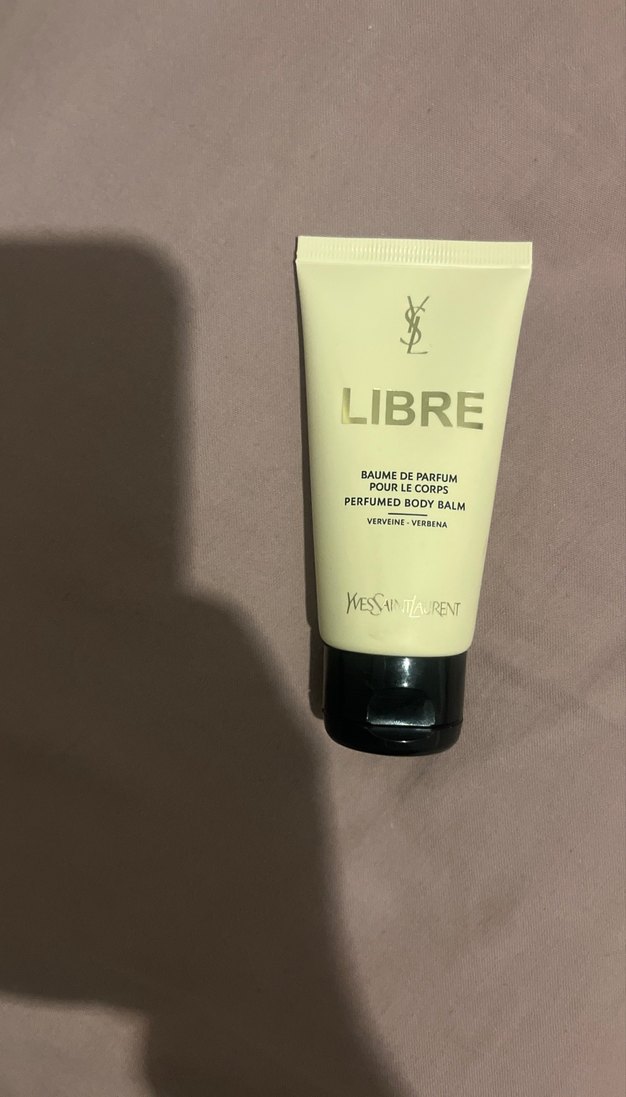 YSL
LIBRE
BAUME DE PARFUM
POUR LE CORPS
PERFUMED BODY BALM
VERVEINE - VERBENA
YVESSAINTLAURENT